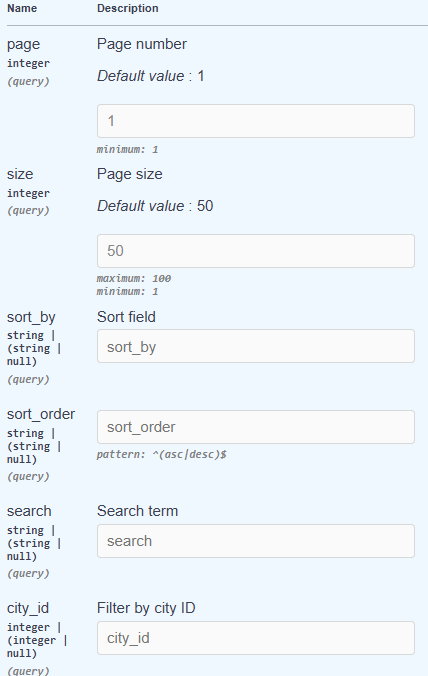 Name Description
page Page number
integer
(query) Default value : 1
1
minimum: 1
size Page size
integer
(query) Default value : 50
50
maximum: 100
minimum: 1
sort_by Sort field
string |
(string |
null)
sort_by
(query)
sort_order
string |
(string |
null)
sort_order
pattern: ^(asc|desc)$
(query)
search Search term
string |
(string |
null)
search
(query)
city_id Filter by city ID
integer |
(integer |
null)
city_id
(query)